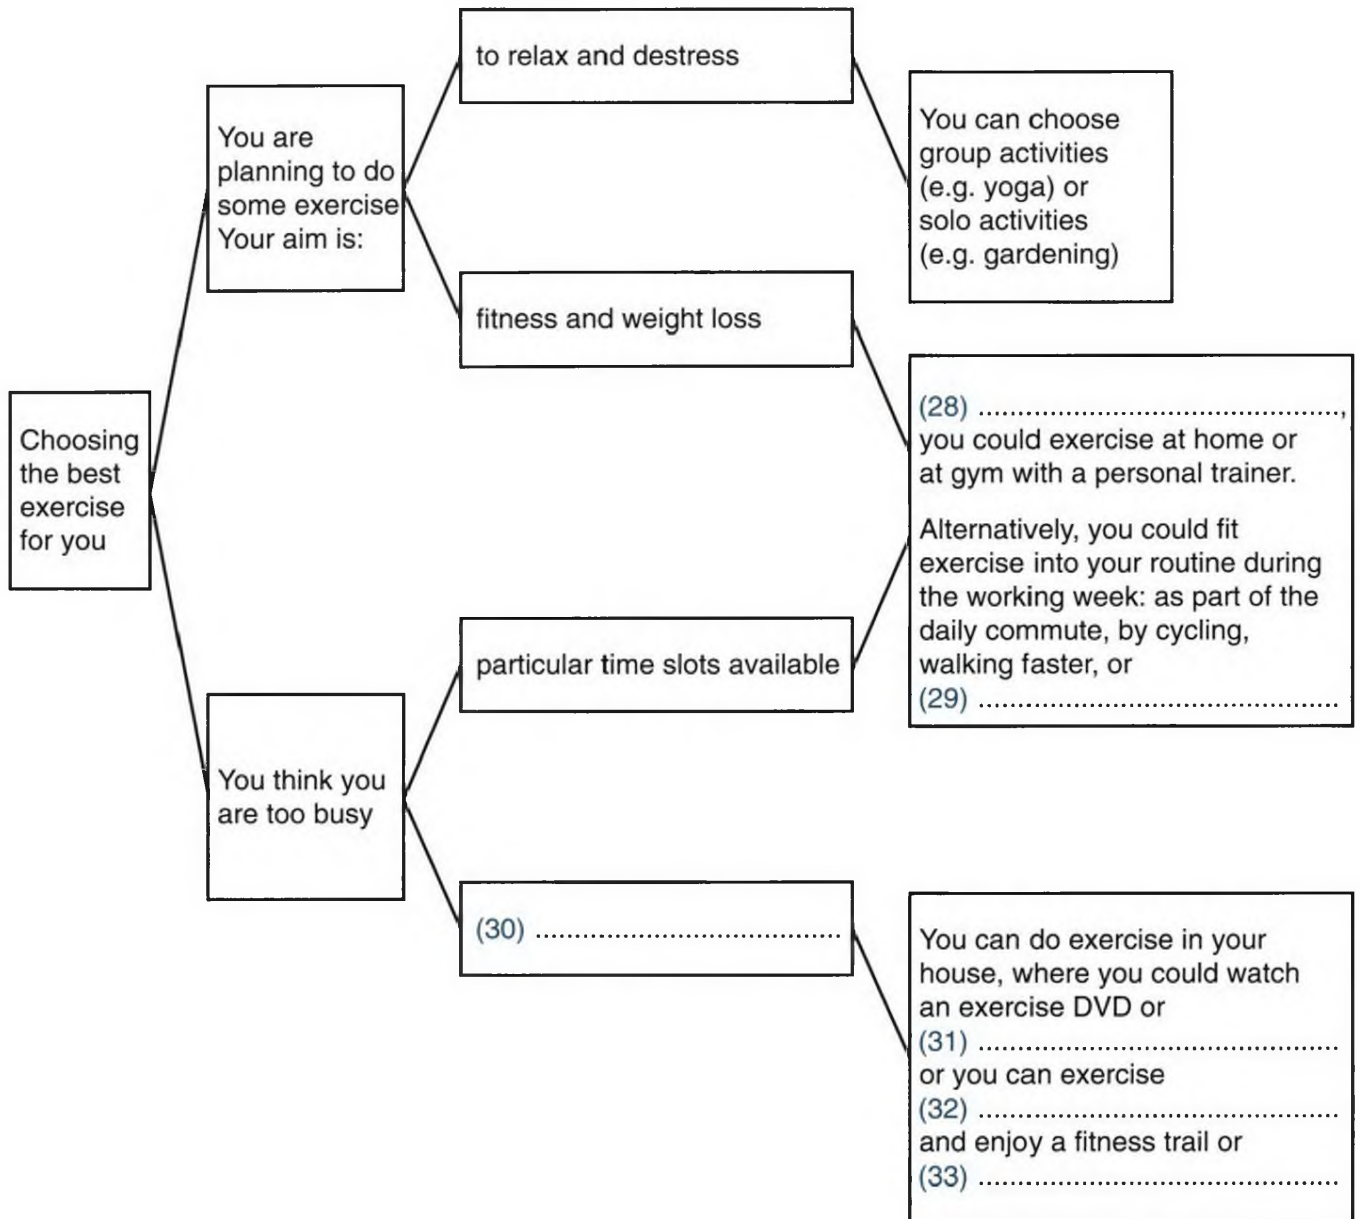 Choosing
the best
exercise
for you
You are
planning to do
some exercise
Your aim is:
to relax and destress
You can choose
group activities
(e.g. yoga) or
solo activities
(e.g. gardening)
fitness and weight loss
(28) ..........................................,
you could exercise at home or
at gym with a personal trainer.
Alternatively, you could fit
exercise into your routine during
the working week: as part of the
daily commute, by cycling,
walking faster, or
(29) ..........................................
You think you
are too busy
particular time slots available
(30) ....................................
You can do exercise in your
house, where you could watch
an exercise DVD or
(31) ..........................................
or you can exercise
(32) ..........................................
and enjoy a fitness trail or
(33) ..........................................